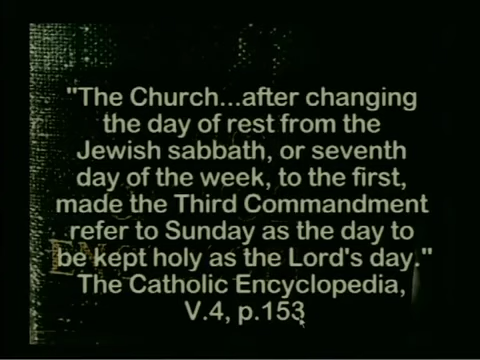 "The Church...after changing
the day of rest from the
Jewish sabbath, or seventh
day of the week, to the first,
made the Third Commandment
refer to Sunday as the day to
be kept holy as the Lord's day."
The Catholic Encyclopedia,
V.4, p.153